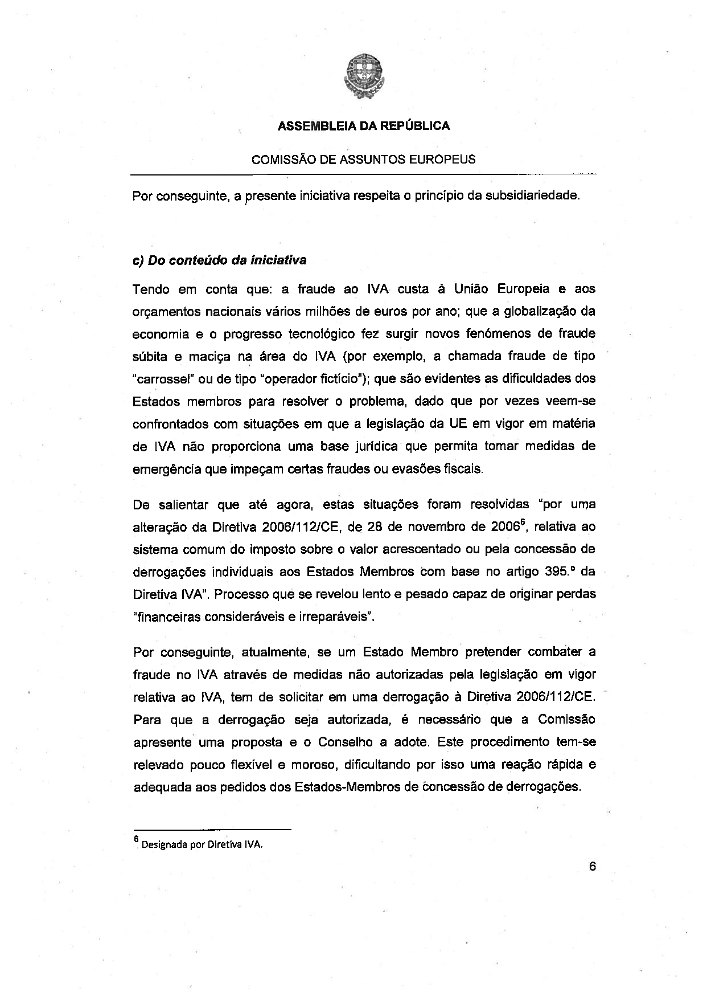 ASSEMBLEIA DA REPÚBLICA
COMISSÃO DE ASSUNTOS EUROPEUS
Por conseguinte, a presente iniciativa respeita o princípio da subsidiariedade.
c) Do conteúdo da iniciativa
Tendo em conta que: a fraude ao IVA custa à União Europeia e aos
orçamentos nacionais vários milhões de euros por ano; que a globalização da
economia e o progresso tecnológico fez surgir novos fenómenos de fraude
súbita e maciça na área do IVA (por exemplo, a chamada fraude de tipo
“carrossel” ou de tipo “operador fictício”); que são evidentes as dificuldades dos
Estados membros para resolver o problema, dado que por vezes veem-se
confrontados com situações em que a legislação da UE em vigor em matéria
de IVA não proporciona uma base jurídica que permita tomar medidas de
emergência que impeçam certas fraudes ou evasões fiscais.
De salientar que até agora, estas situações foram resolvidas “por uma
alteração da Diretiva 2006/112/CE, de 28 de novembro de 2006⁶, relativa ao
sistema comum do imposto sobre o valor acrescentado ou pela concessão de
derrogações individuais aos Estados Membros com base no artigo 395.º da
Diretiva IVA”. Processo que se revelou lento e pesado capaz de originar perdas
“financeiras consideráveis e irreparáveis”.
Por conseguinte, atualmente, se um Estado Membro pretender combater a
fraude no IVA através de medidas não autorizadas pela legislação em vigor
relativa ao IVA, tem de solicitar em uma derrogação à Diretiva 2006/112/CE.
Para que a derrogação seja autorizada, é necessário que a Comissão
apresente uma proposta e o Conselho a adote. Este procedimento tem-se
relevado pouco flexível e moroso, dificultando por isso uma reação rápida e
adequada aos pedidos dos Estados-Membros de concessão de derrogações.
⁶ Designada por Diretiva IVA.
6